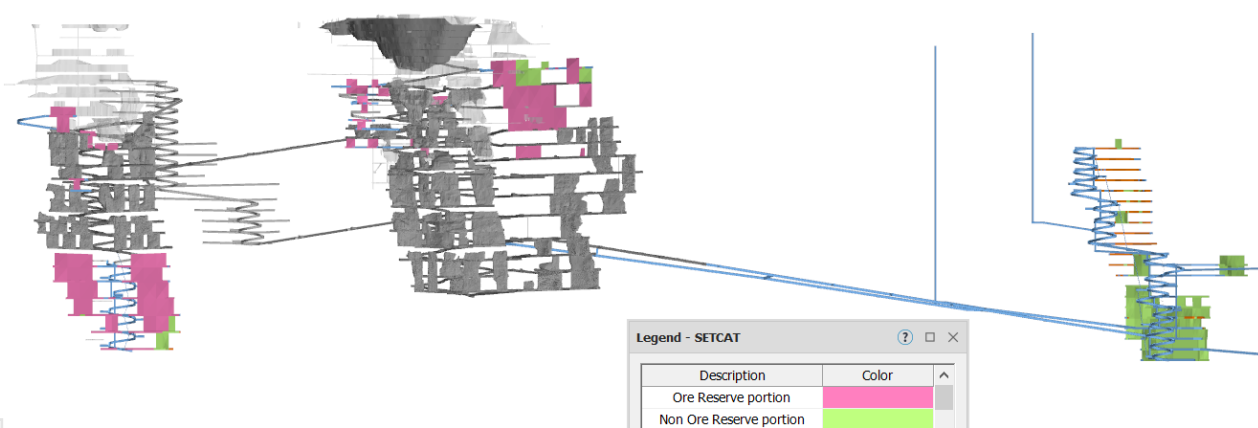 Legend - SETCAT
Description Color
Ore Reserve portion
Non Ore Reserve portion